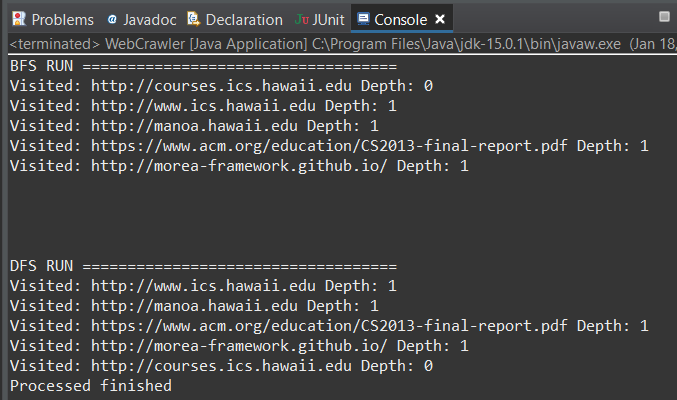 Problems @ Javadoc Declaration JU JUnit Console
<terminated> WebCrawler [Java Application] C:\Program Files\Java\jdk-15.0.1\bin\javaw.exe (Jan 18,
BFS RUN ===================================
Visited: http://courses.ics.hawaii.edu Depth: 0
Visited: http://www.ics.hawaii.edu Depth: 1
Visited: http://manoa.hawaii.edu Depth: 1
Visited: https://www.acm.org/education/CS2013-final-report.pdf Depth: 1
Visited: http://morea-framework.github.io/ Depth: 1
DFS RUN ===================================
Visited: http://www.ics.hawaii.edu Depth: 1
Visited: http://manoa.hawaii.edu Depth: 1
Visited: https://www.acm.org/education/CS2013-final-report.pdf Depth: 1
Visited: http://morea-framework.github.io/ Depth: 1
Visited: http://courses.ics.hawaii.edu Depth: 0
Processed finished